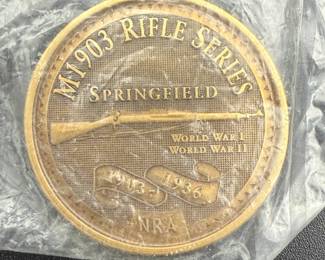 M1903 RIFLE SERIES
SPRINGFIELD
WORLD WAR I
WORLD WAR II
1903-1936
NRA